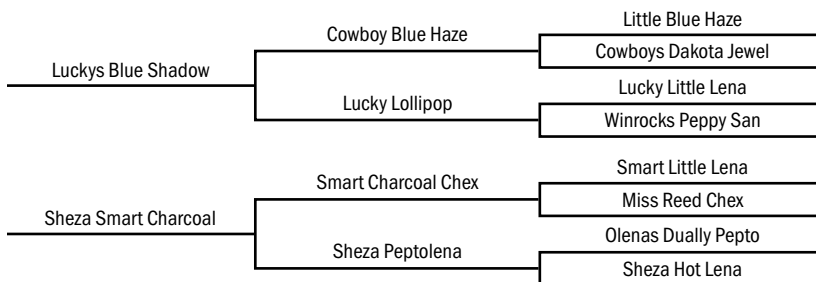 Little Blue Haze
Cowboy Blue Haze
Cowboys Dakota Jewel
Luckys Blue Shadow
Lucky Little Lena
Lucky Lollipop
Winrocks Peppy San
Smart Little Lena
Smart Charcoal Chex
Miss Reed Chex
Sheza Smart Charcoal
Olenas Dually Pepto
Sheza Peptolena
Sheza Hot Lena